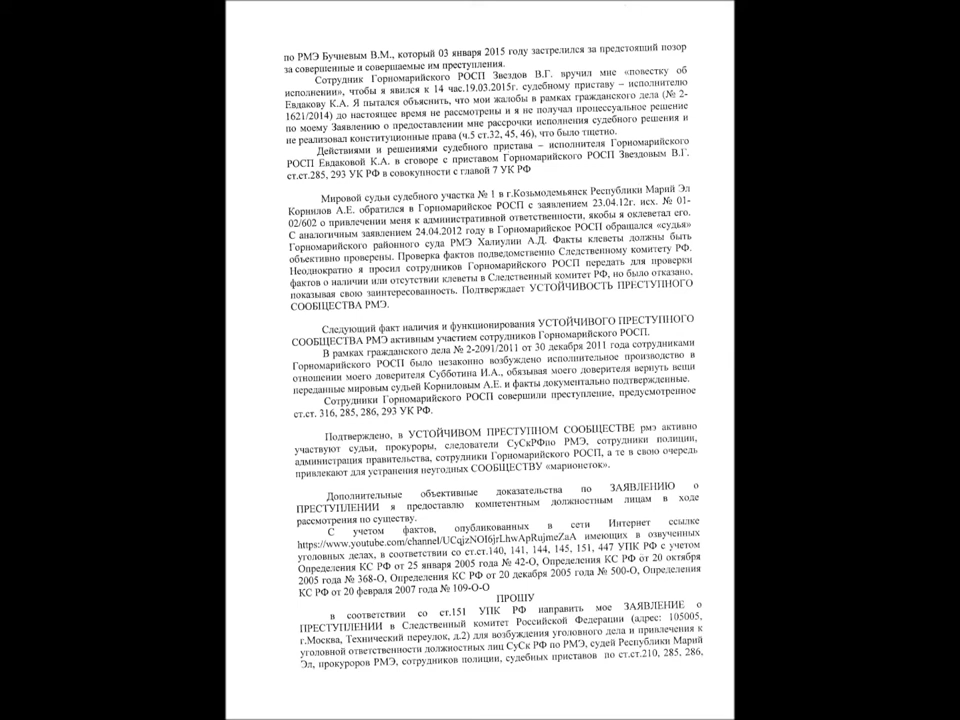 по РМЭ Бучневым В.М., который 03 января 2015 году застрелился за предстоящий позор
за совершенные и совершаемые им преступления.
Сотрудник Горномарийского РОСП Звездов В.Г. вручил мне «повестку об
исполнении», чтобы я явился к 14 час.19.03.2015г. судебному приставу – исполнителю
Евдакову К.А. Я пытался объяснить, что мои жалобы в рамках гражданского дела (№ 2-
1621/2014) до настоящее время не рассмотрены и я не получал процессуальное решение
по моему Заявлению о предоставлении мне рассрочки исполнения судебного решения и
не реализовал конституционные права (ч.5 ст.32, 45, 46), что было тщетно.
Действиями и решениями судебного пристава – исполнителя Горномарийского
РОСП Евдаковой К.А. в сговоре с приставом Горномарийского РОСП Звездовым В.Г.
ст.ст.285, 293 УК РФ в совокупности с главой 7 УК РФ
Мировой судьи судебного участка № 1 в г.Козьмодемьянск Республики Марий Эл
Корнилов А.Е. обратился в Горномарийское РОСП с заявлением 23.04.12г. исх. № 01-
02/602 о привлечении меня к административной ответственности, якобы я оклеветал его.
С аналогичным заявлением 24.04.2012 году в Горномарийское РОСП обращался «судья»
Горномарийского районного суда РМЭ Халиулин А.Д. Факты клеветы должны быть
объективно проверены. Проверка фактов подведомственно Следственному комитету РФ.
Неоднократно я просил сотрудников Горномарийского РОСП передать для проверки
фактов о наличии или отсутствии клеветы в Следственный комитет РФ, но было отказано,
показывая свою заинтересованность. Подтверждает УСТОЙЧИВОСТЬ ПРЕСТУПНОГО
СООБЩЕСТВА РМЭ.
Следующий факт наличия и функционирования УСТОЙЧИВОГО ПРЕСТУПНОГО
СООБЩЕСТВА РМЭ активным участием сотрудников Горномарийского РОСП.
В рамках гражданского дела № 2-2091/2011 от 30 декабря 2011 года сотрудниками
Горномарийского РОСП было незаконно возбуждено исполнительное производство в
отношении моего доверителя Субботина И.А., обязывая моего доверителя вернуть вещи
переданные мировым судьей Корниловым А.Е. и факты документально подтвержденные.
Сотрудники Горномарийского РОСП совершили преступление, предусмотренное
ст.ст. 316, 285, 286, 293 УК РФ.
Подтверждено, в УСТОЙЧИВОМ ПРЕСТУПНОМ СООБЩЕСТВЕ рмэ активно
участвуют судьи, прокуроры, следователи СуСкРФпо РМЭ, сотрудники полиции,
администрация правительства, сотрудники Горномарийского РОСП, а те в свою очередь
привлекают для устранения неугодных СООБЩЕСТВУ «марионеток».
Дополнительные объективные доказательства по ЗАЯВЛЕНИЮ о
ПРЕСТУПЛЕНИИ я предоставлю компетентным должностным лицам в ходе
рассмотрения по существу.
С учетом фактов, опубликованных в сети Интернет ссылке
https://www.youtube.com/channel/UCqjzNOI6jrLhwApRujmeZaA имеющих в озвученных
уголовных делах, в соответствии со ст.ст.140, 141, 144, 145, 151, 447 УПК РФ с учетом
Определения КС РФ от 25 января 2005 года № 42-О, Определения КС РФ от 20 октября
2005 года № 368-О, Определения КС РФ от 20 декабря 2005 года № 500-О, Определения
КС РФ от 20 февраля 2007 года № 109-О-О
ПРОШУ
в соответствии со ст.151 УПК РФ направить мое ЗАЯВЛЕНИЕ о
ПРЕСТУПЛЕНИИ в Следственный комитет Российской Федерации (адрес: 105005,
г.Москва, Технический переулок, д.2) для возбуждения уголовного дела и привлечения к
уголовной ответственности должностных лиц СуСк РФ по РМЭ, судей Республики Марий
Эл, прокуроров РМЭ, сотрудников полиции, судебных приставов по ст.ст.210, 285, 286,